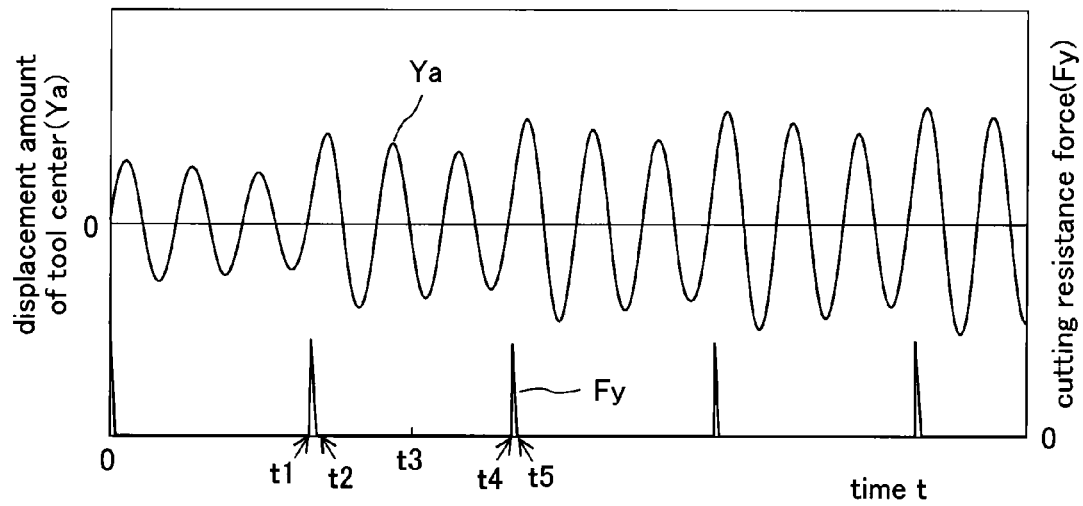 displacement amount
of tool center(Ya)
0
Ya
Fy
cutting resistance force(Fy)
0
0
t1
t2
t3
t4
t5
time t